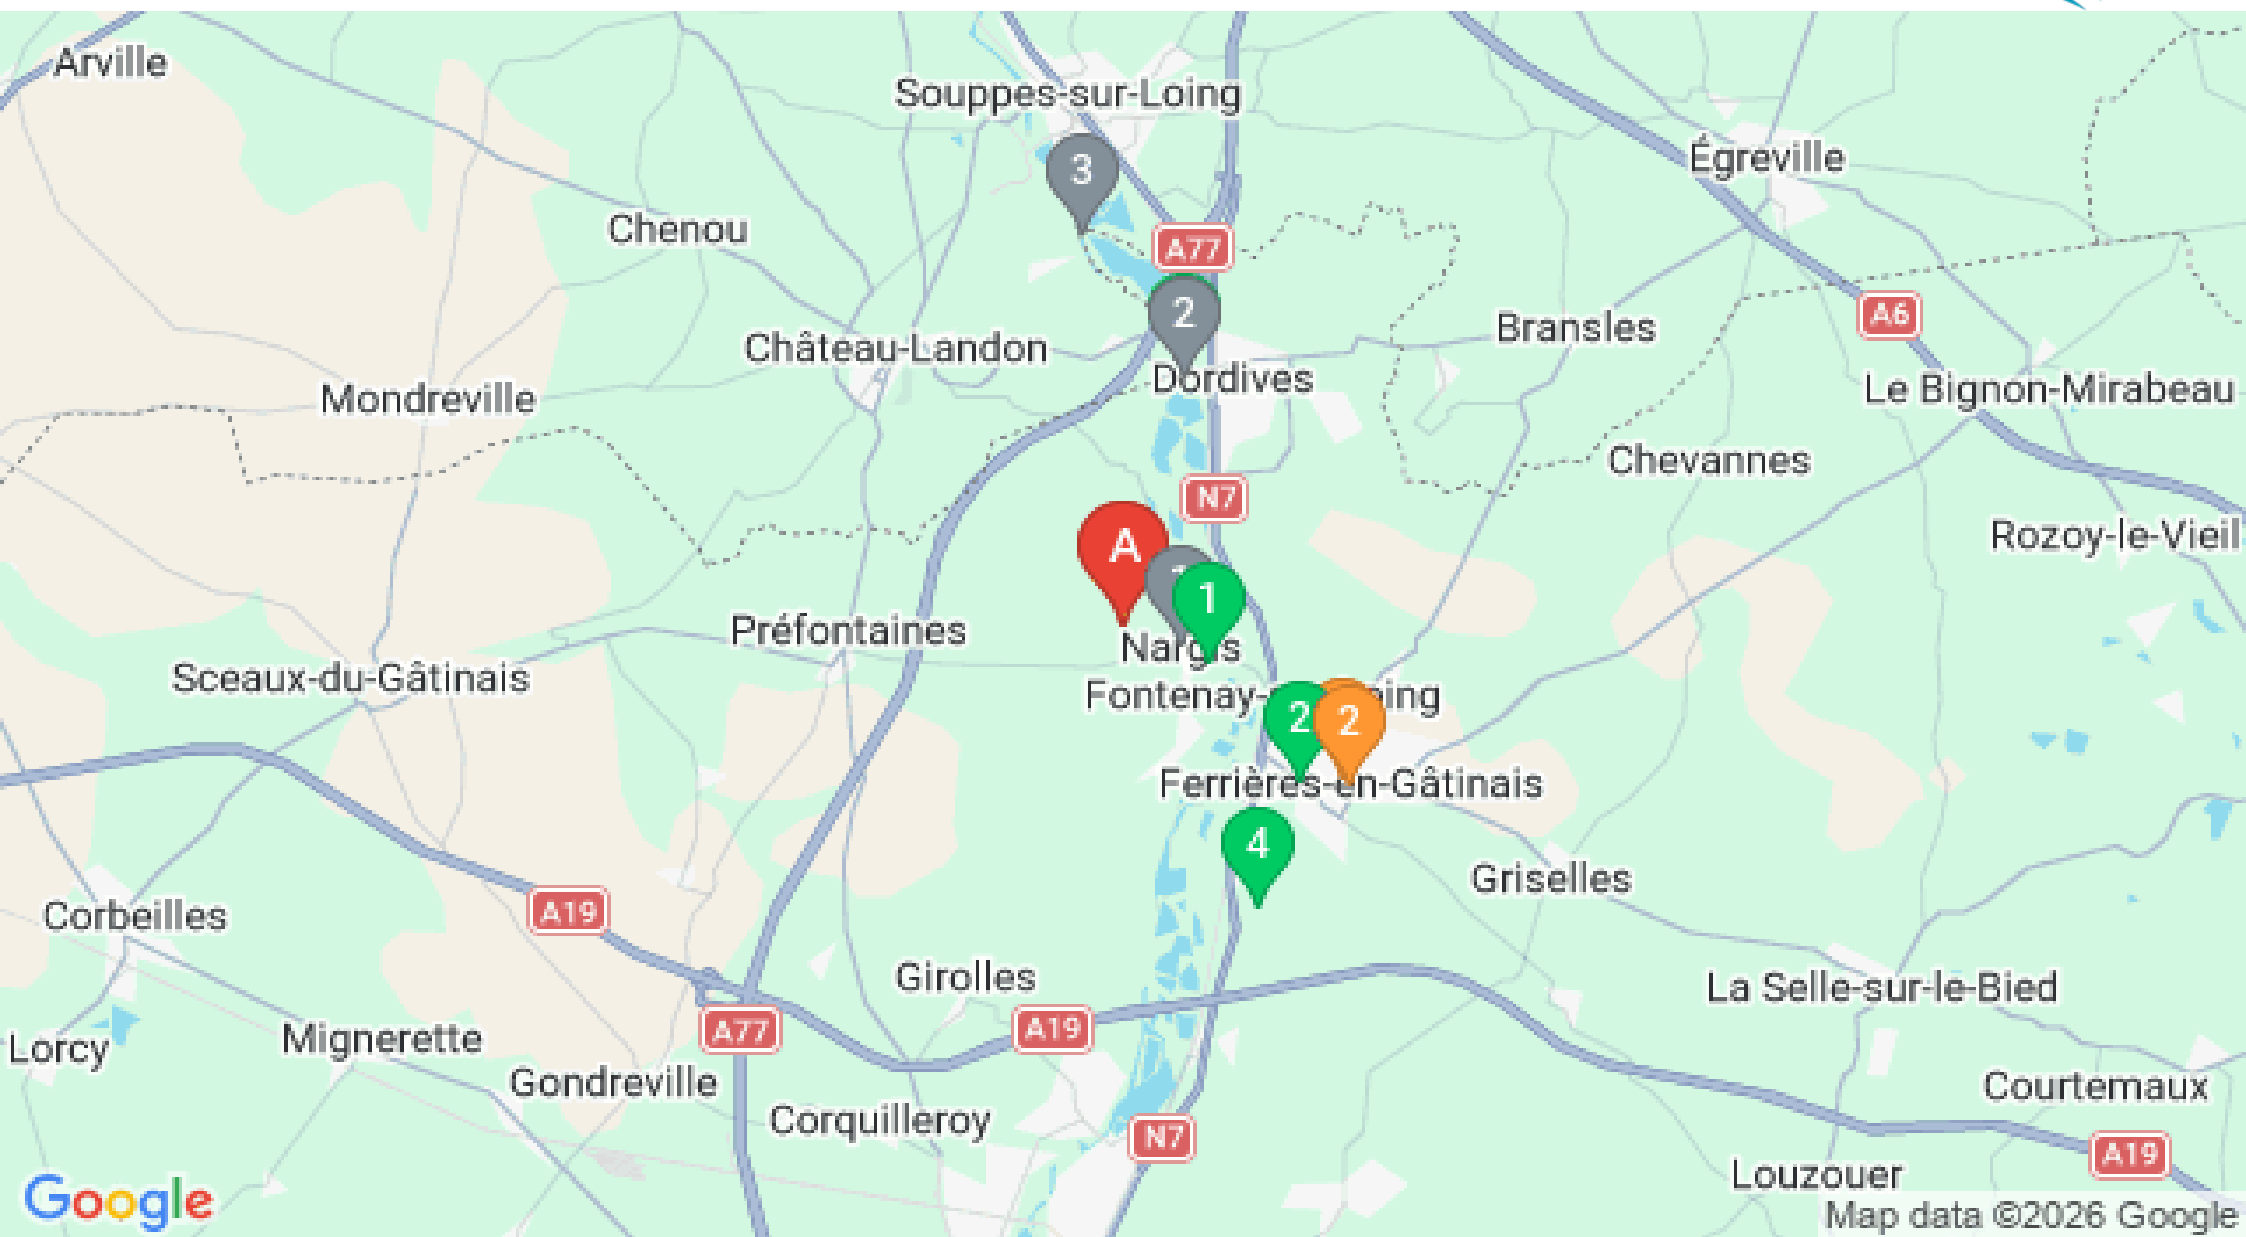 Arville
Souppes-sur-Loing
Égreville
3
Chenou
A77
2
A6
Bransles
Château-Landon
Dordives
Le Bignon-Mirabeau
Mondreville
Chevannes
N7
Rozoy-le-Vieil
A
1
Préfontaines
Nargis
Sceaux-du-Gâtinais
Fontenay-
2
2
Ferrières-en-Gâtinais
4
Griselles
A19
Corbeilles
Girolles
La Selle-sur-le-Bied
A77
A19
Mignerette
Lorcy
Gondreville
Courtemaux
Corquilleroy
N7
A19
Louzouer
Google
Map data ©2026 Google